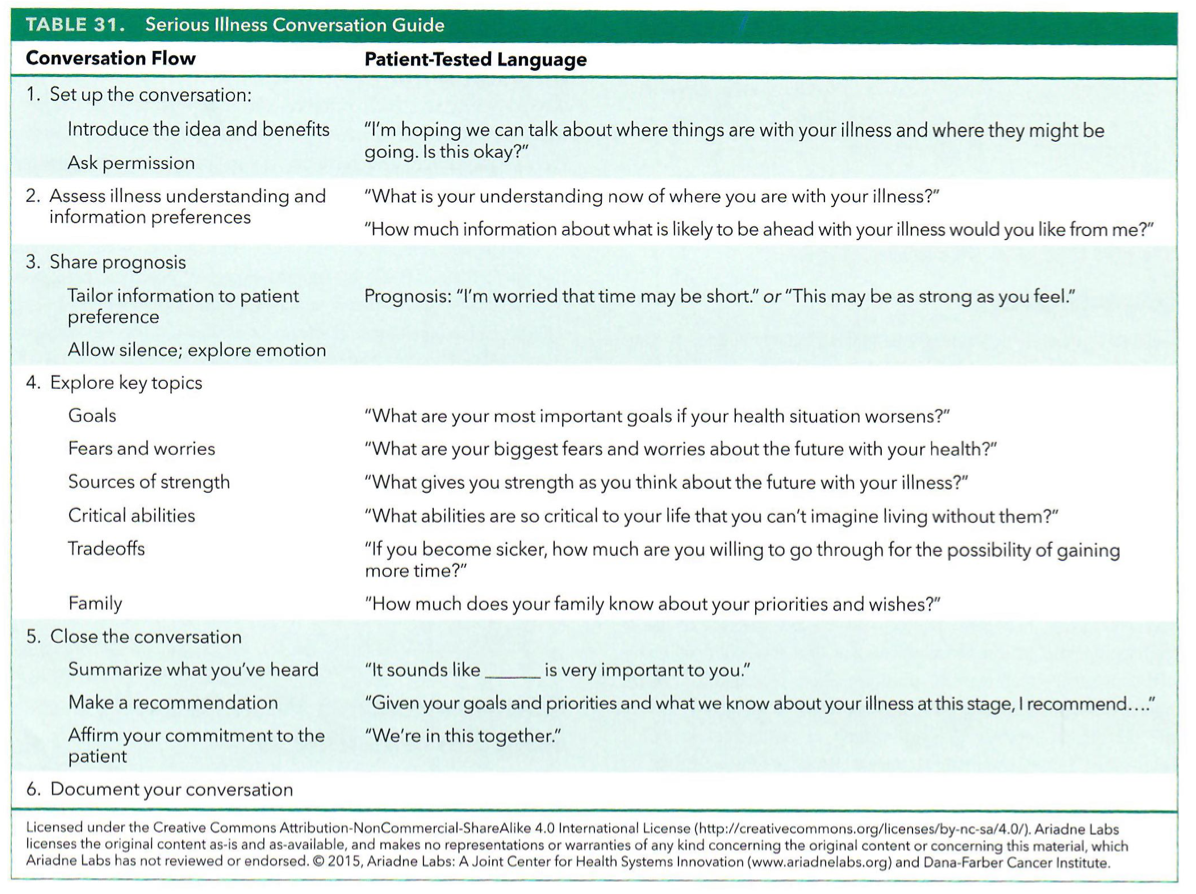 TABLE 31. Serious Illness Conversation Guide
Conversation Flow Patient-Tested Language
1. Set up the conversation:
Introduce the idea and benefits "I'm hoping we can talk about where things are with your illness and where they might be
going. Is this okay?"
Ask permission
2. Assess illness understanding and "What is your understanding now of where you are with your illness?"
information preferences
"How much information about what is likely to be ahead with your illness would you like from me?"
3. Share prognosis
Tailor information to patient Prognosis: "I'm worried that time may be short." or "This may be as strong as you feel."
preference
Allow silence; explore emotion
4. Explore key topics
Goals "What are your most important goals if your health situation worsens?"
Fears and worries "What are your biggest fears and worries about the future with your health?"
Sources of strength "What gives you strength as you think about the future with your illness?"
Critical abilities "What abilities are so critical to your life that you can't imagine living without them?"
Tradeoffs "If you become sicker, how much are you willing to go through for the possibility of gaining
more time?"
Family "How much does your family know about your priorities and wishes?"
5. Close the conversation
Summarize what you've heard "It sounds like ______ is very important to you."
Make a recommendation "Given your goals and priorities and what we know about your illness at this stage, I recommend…."
Affirm your commitment to the "We're in this together."
patient
6. Document your conversation
Licensed under the Creative Commons Attribution-NonCommercial-ShareAlike 4.0 International License (http://creativecommons.org/licenses/by-nc-sa/4.0/). Ariadne Labs
licenses the original content as-is and as-available, and makes no representations or warranties of any kind concerning the original content or concerning this material, which
Ariadne Labs has not reviewed or endorsed. © 2015, Ariadne Labs: A Joint Center for Health Systems Innovation (www.ariadnelabs.org) and Dana-Farber Cancer Institute.